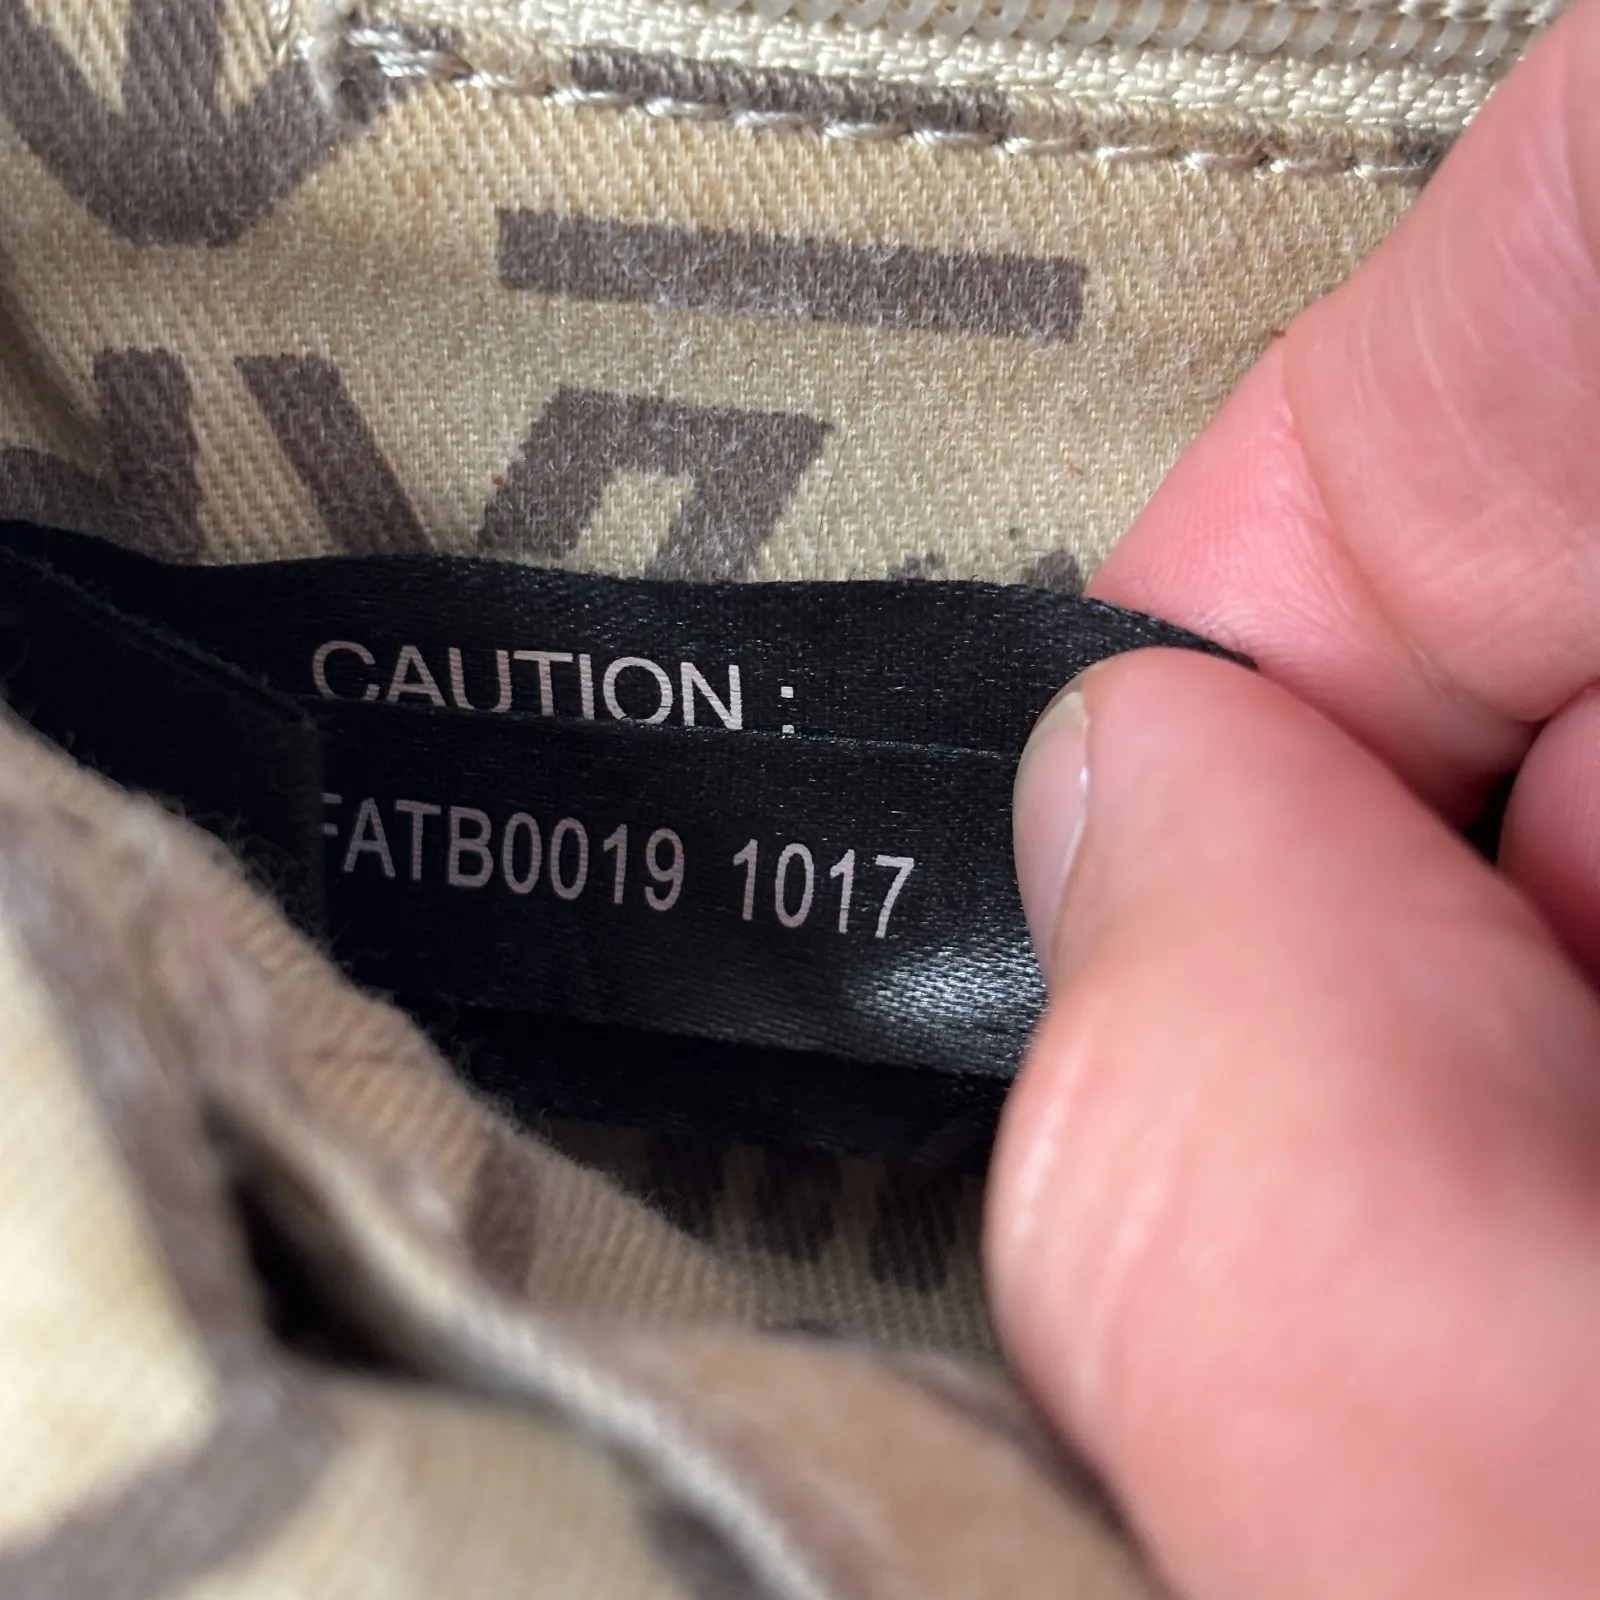 CAUTION :
FATB0019 1017